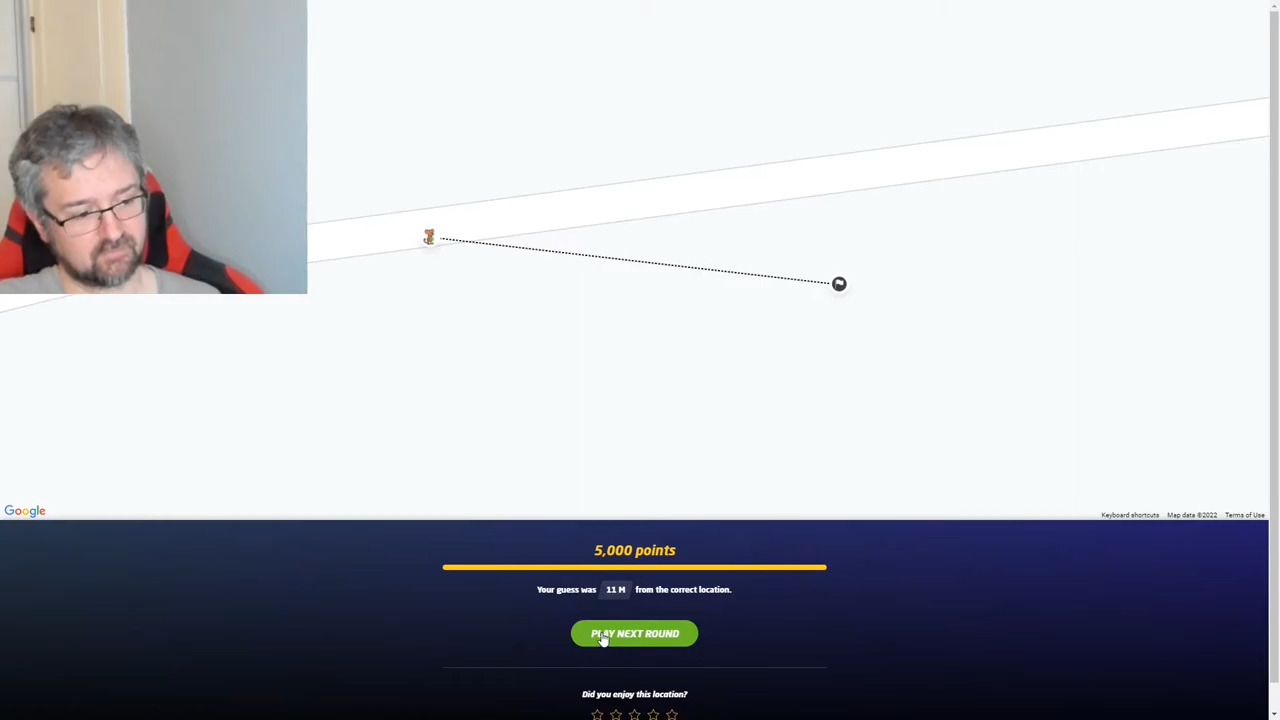 Google
Keyboard shortcuts Map data ©2022 Terms of Use
5,000 points
Your guess was 11 M from the correct location.
PLAY NEXT ROUND
Did you enjoy this location?